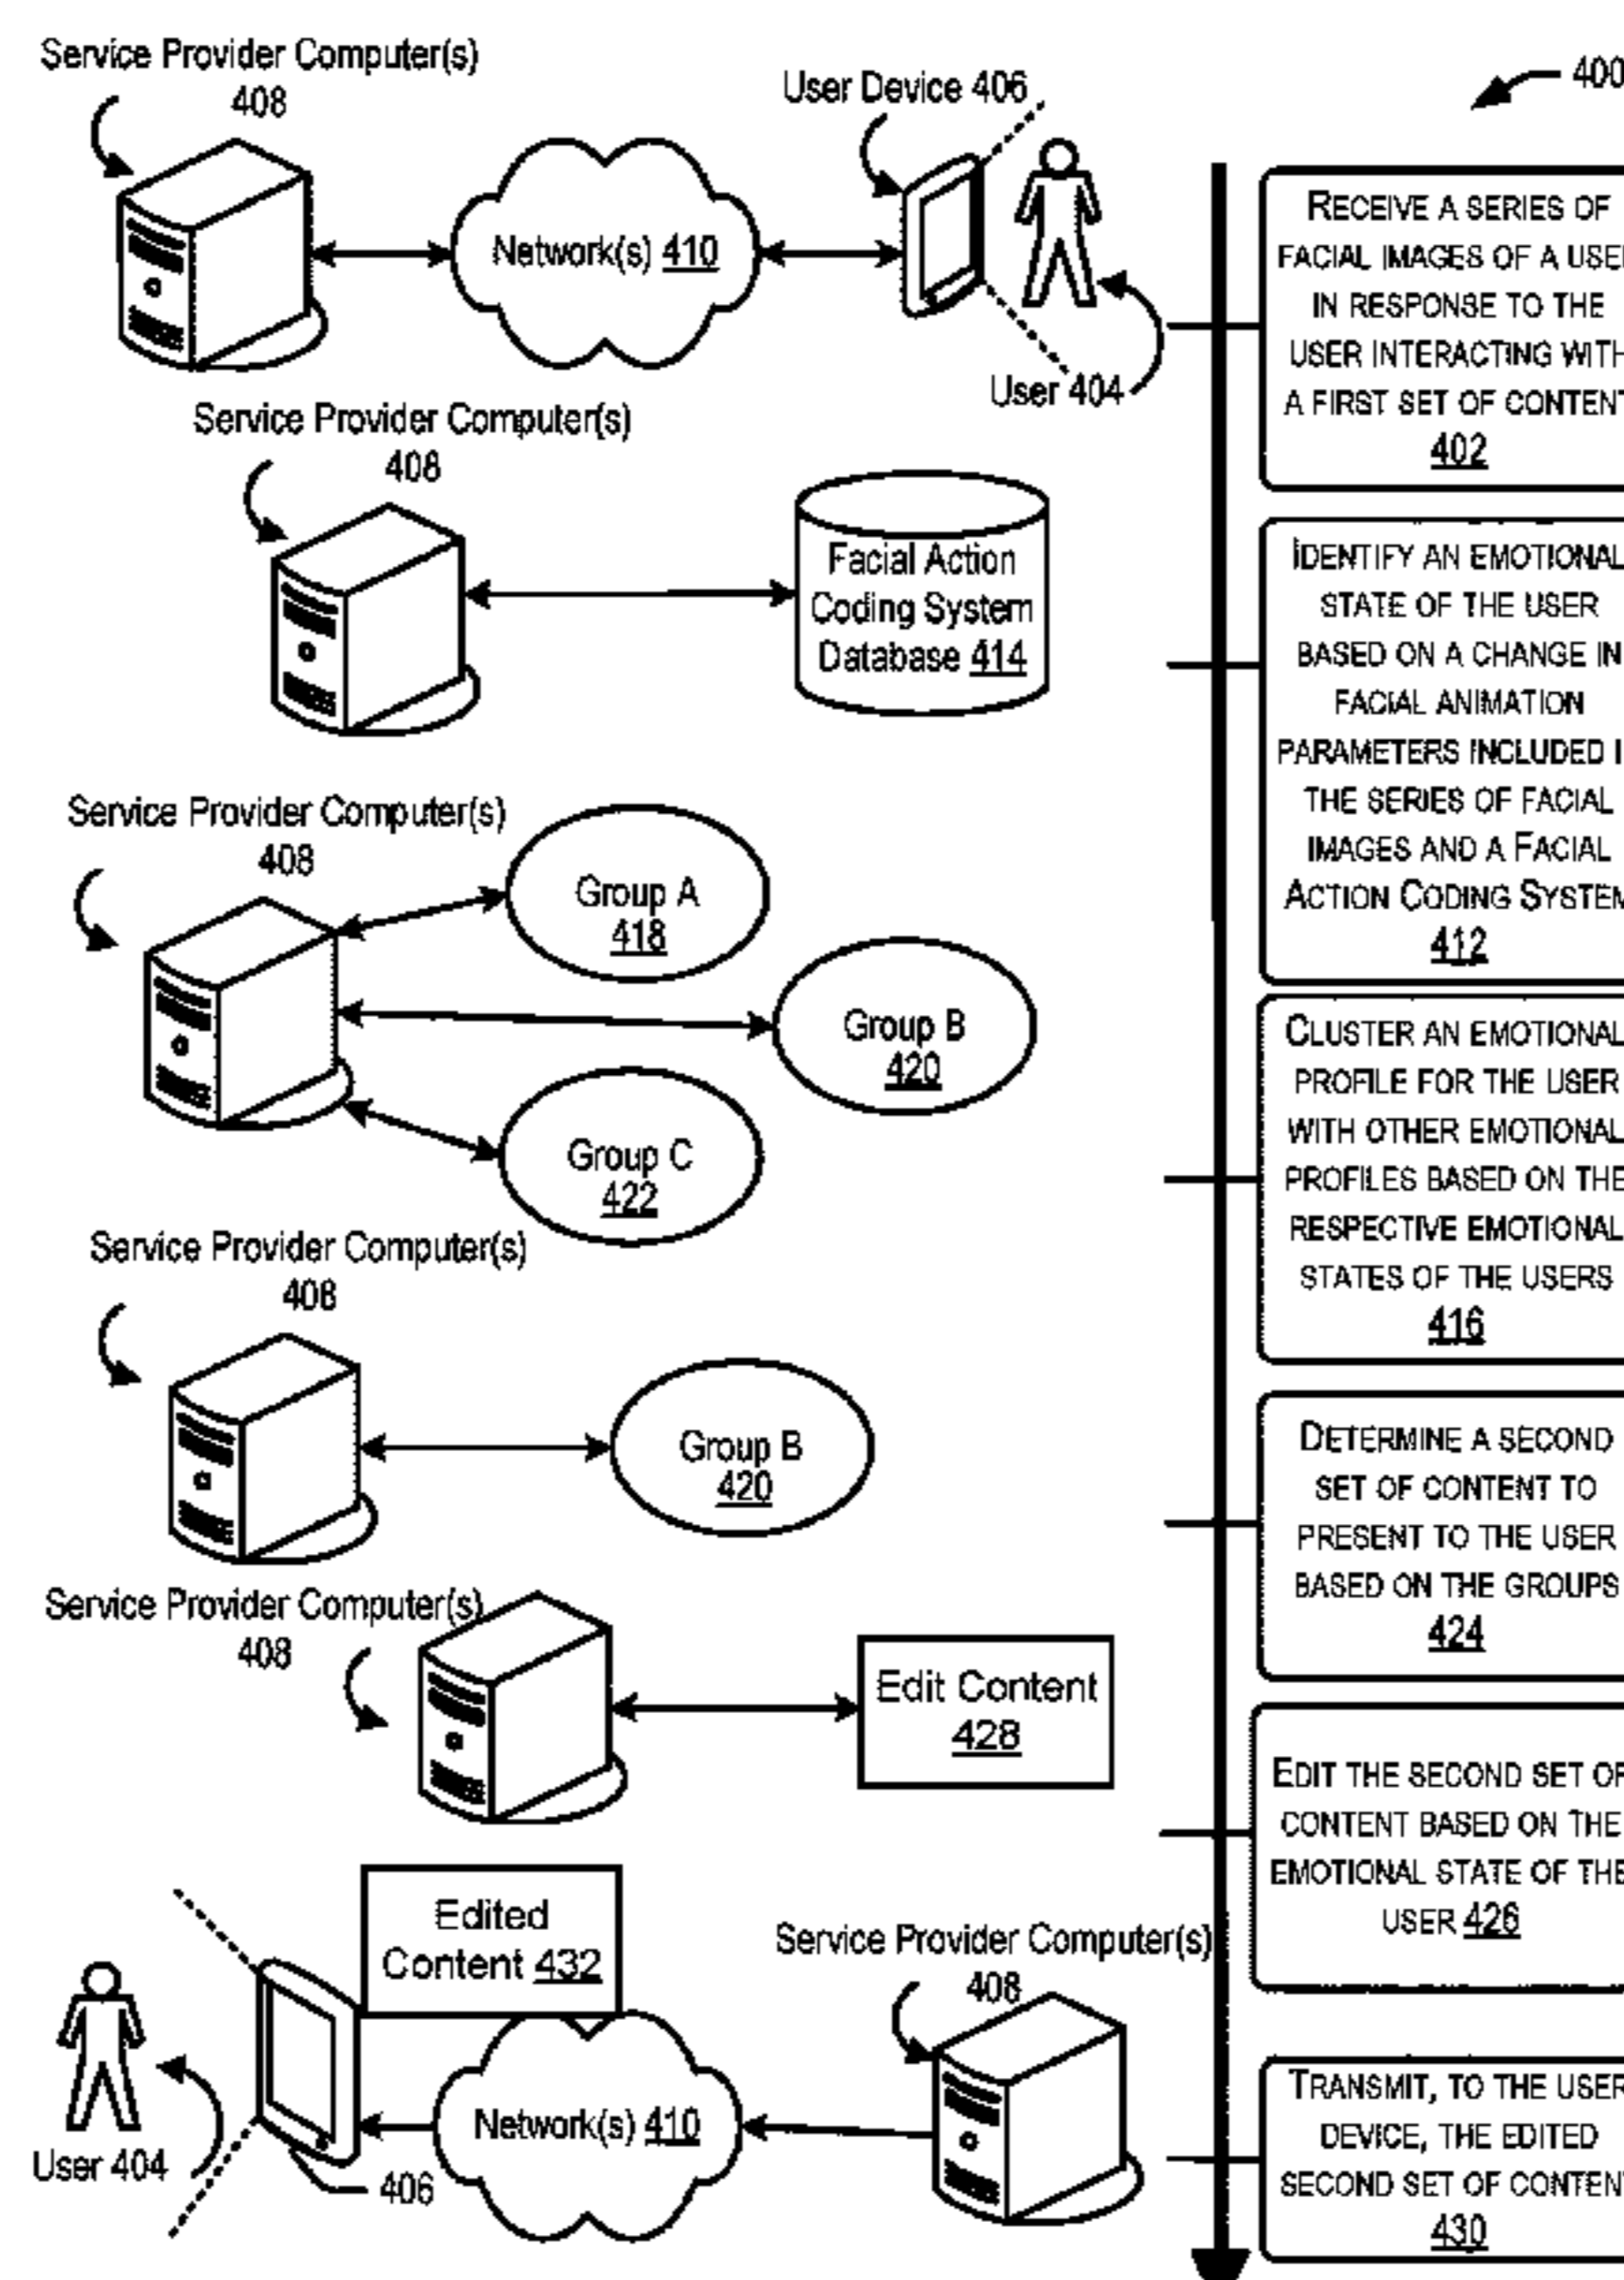 Service Provider Computer(s)
408
User Device 406
Network(s) 410
User 404
400
RECEIVE A SERIES OF
FACIAL IMAGES OF A USER
IN RESPONSE TO THE
USER INTERACTING WITH
A FIRST SET OF CONTENT
402
Service Provider Computer(s)
408
Facial Action
Coding System
Database 414
IDENTIFY AN EMOTIONAL
STATE OF THE USER
BASED ON A CHANGE IN
FACIAL ANIMATION
PARAMETERS INCLUDED I
THE SERIES OF FACIAL
IMAGES AND A FACIAL
ACTION CODING SYSTEM
412
Service Provider Computer(s)
408
Group A
418
Group B
420
Group C
422
CLUSTER AN EMOTIONAL
PROFILE FOR THE USER
WITH OTHER EMOTIONAL
PROFILES BASED ON THE
RESPECTIVE EMOTIONAL
STATES OF THE USERS
416
Service Provider Computer(s)
408
Group B
420
DETERMINE A SECOND
SET OF CONTENT TO
PRESENT TO THE USER
BASED ON THE GROUPS
424
Service Provider Computer(s)
408
Edit Content
428
EDIT THE SECOND SET OF
CONTENT BASED ON THE
EMOTIONAL STATE OF THE
USER 426
Edited
Content 432
Service Provider Computer(s)
408
Network(s) 410
User 404
406
TRANSMIT, TO THE USER
DEVICE, THE EDITED
SECOND SET OF CONTENT
430